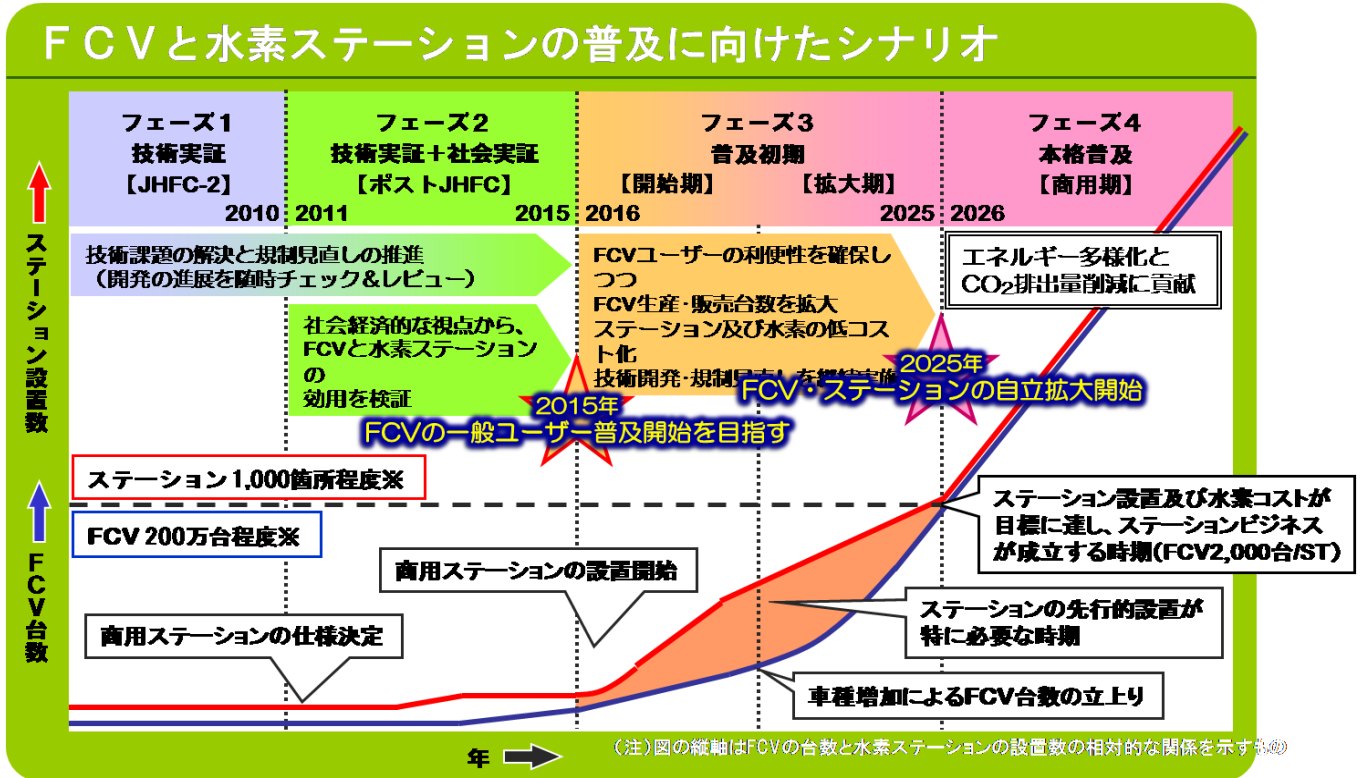 FCVと水素ステーションの普及に向けたシナリオ
フェーズ1
技術実証
【JHFC-2】
2010
フェーズ2
技術実証＋社会実証
【ポストJHFC】
2011
2015
フェーズ3
普及初期
【開始期】
【拡大期】
2016
2025
フェーズ4
本格普及
【商用期】
2026
技術課題の解決と規制見直しの推進
（開発の進展を随時チェック＆レビュー）
社会経済的な視点から、
FCVと水素ステーション
の
効用を検証
FCVユーザーの利便性を確保し
つつ
FCV生産・販売台数を拡大
ステーション及び水素の低コス
ト化
技術開発・規制見直しを継続実施
エネルギー多様化と
CO₂排出量削減に貢献
2015年
FCVの一般ユーザー普及開始を目指す
2025年
FCV・ステーションの自立拡大開始
ステーション設置数
FCV台数
ステーション1,000箇所程度※
FCV 200万台程度※
商用ステーションの仕様決定
商用ステーションの設置開始
ステーション設置及び水素コストが
目標に達し、ステーションビジネス
が成立する時期(FCV2,000台/ST)
ステーションの先行的設置が
特に必要な時期
車種増加によるFCV台数の立上り
年
（注）図の縦軸はFCVの台数と水素ステーションの設置数の相対的な関係を示すもの